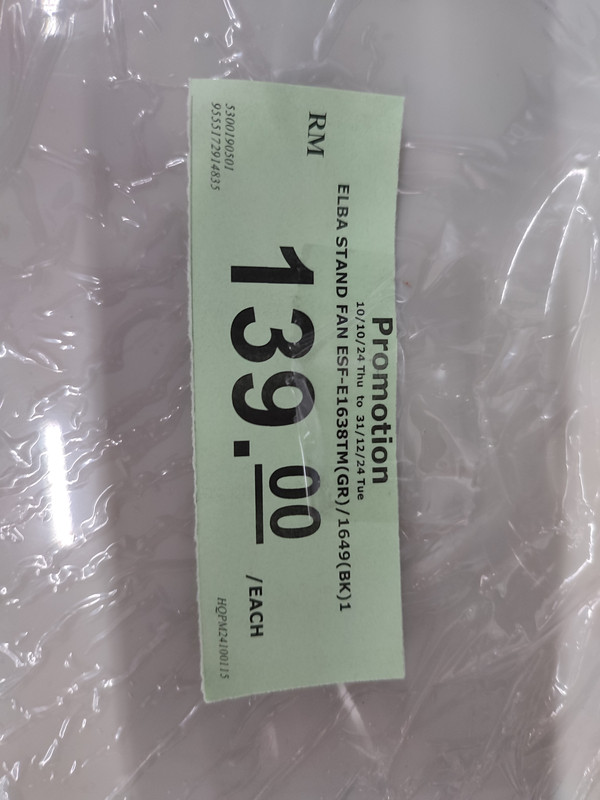 Promotion
10/10/24 Thu to 31/12/24 Tue
ELBA STAND FAN ESF-E1638TM(GR)/1649(BK)1
RM
139.00
/EACH
5300190501
9555172914835
HQPM24100115